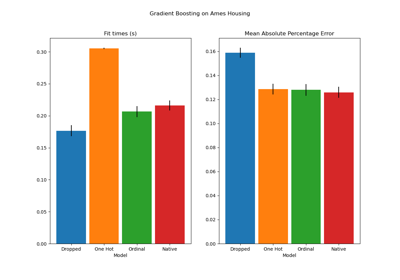 Gradient Boosting on Ames Housing
Fit times (s)
0.30
0.25
0.20
0.15
0.10
0.05
0.00
Dropped One Hot Ordinal Native
Model
Mean Absolute Percentage Error
0.16
0.14
0.12
0.10
0.08
0.06
0.04
0.02
0.00
Dropped One Hot Ordinal Native
Model